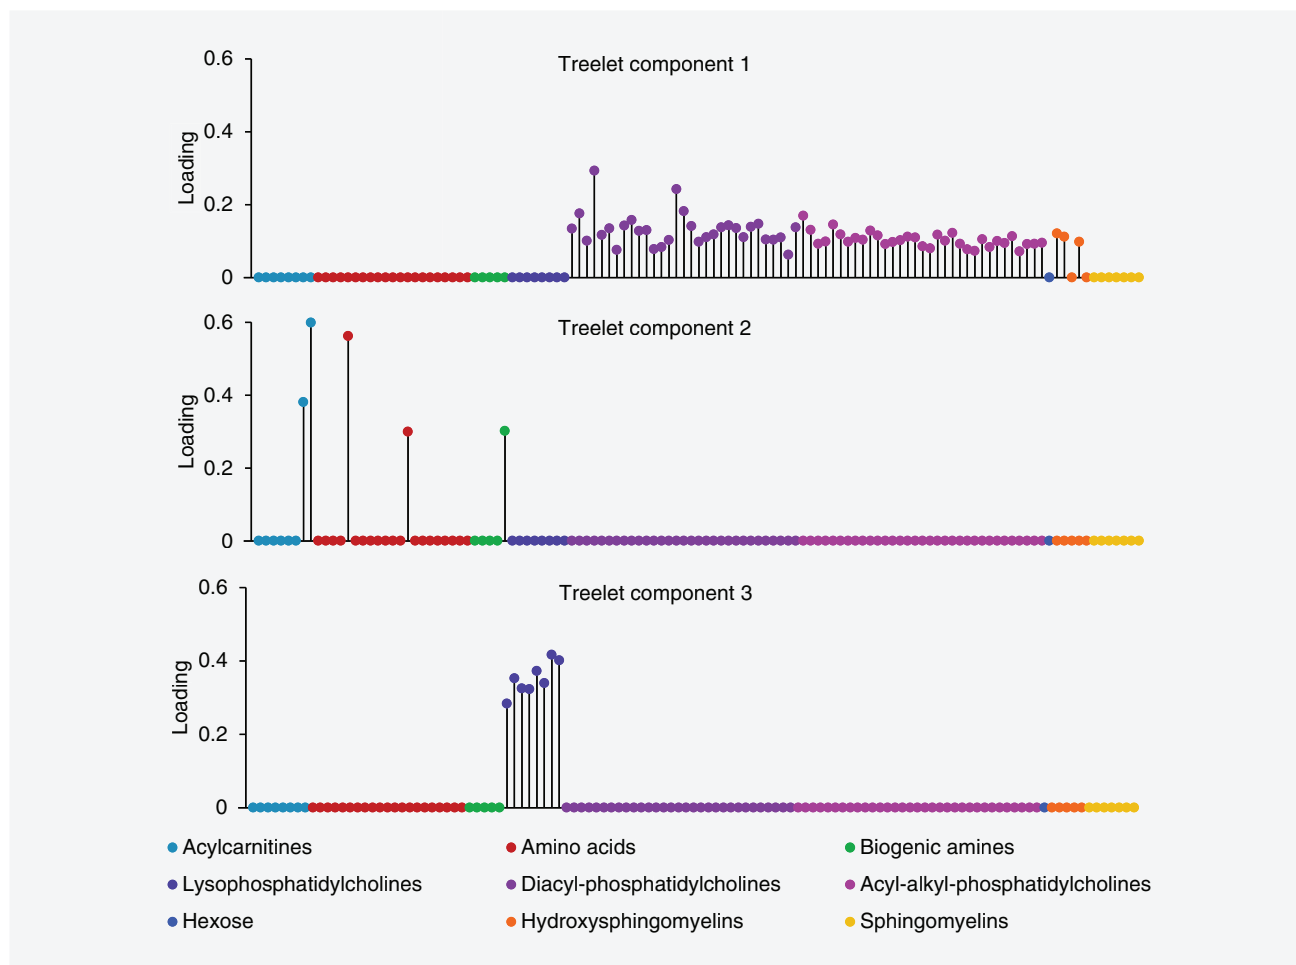 Treelet component 1
Loading
0.6
0.4
0.2
0
Treelet component 2
Loading
0.6
0.4
0.2
0
Treelet component 3
Loading
0.6
0.4
0.2
0
Acylcarnitines
Amino acids
Biogenic amines
Lysophosphatidylcholines
Diacyl-phosphatidylcholines
Acyl-alkyl-phosphatidylcholines
Hexose
Hydroxysphingomyelins
Sphingomyelins